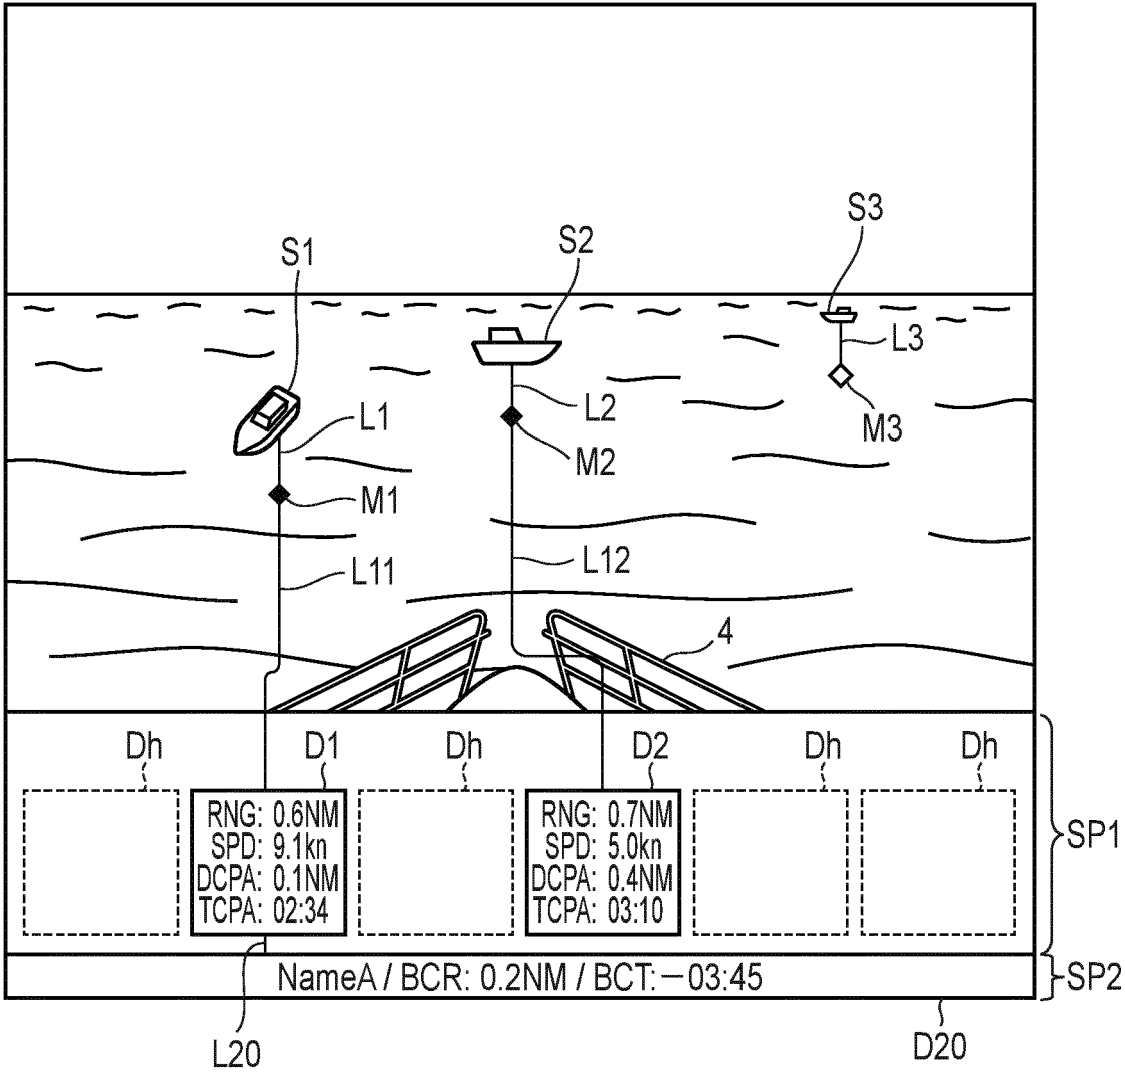 S3
S1
S2
L3
L1
L2
M3
M2
M1
L11
L12
4
Dh
D1
Dh
D2
Dh
Dh
RNG: 0.6NM
SPD: 9.1kn
DCPA: 0.1NM
TCPA: 02:34
RNG: 0.7NM
SPD: 5.0kn
DCPA: 0.4NM
TCPA: 03:10
SP1
NameA / BCR: 0.2NM / BCT:−03:45
SP2
L20
D20